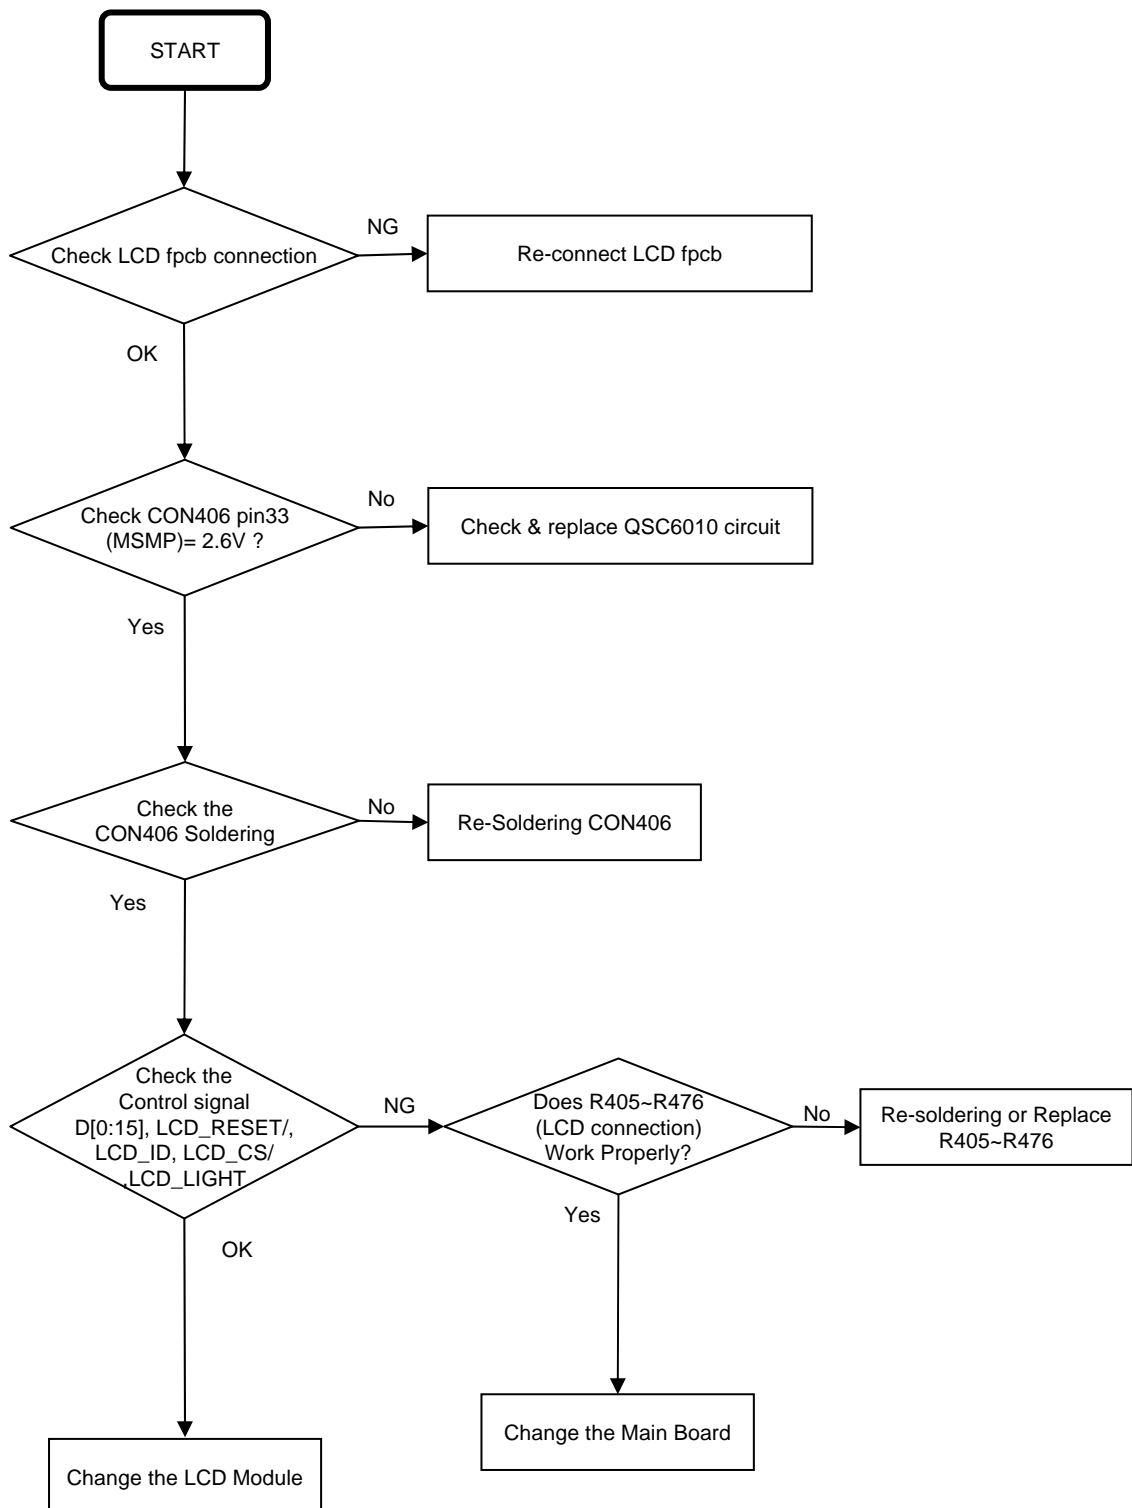 START
Check LCD fpcb connection
NG
Re-connect LCD fpcb
OK
Check CON406 pin33
(MSMP)= 2.6V ?
No
Check & replace QSC6010 circuit
Yes
Check the
CON406 Soldering
No
Re-Soldering CON406
Yes
Check the
Control signal
D[0:15], LCD_RESET/,
LCD_ID, LCD_CS/
,LCD_LIGHT
NG
Does R405~R476
(LCD connection)
Work Properly?
No
Re-soldering or Replace
R405~R476
Yes
OK
Change the Main Board
Change the LCD Module